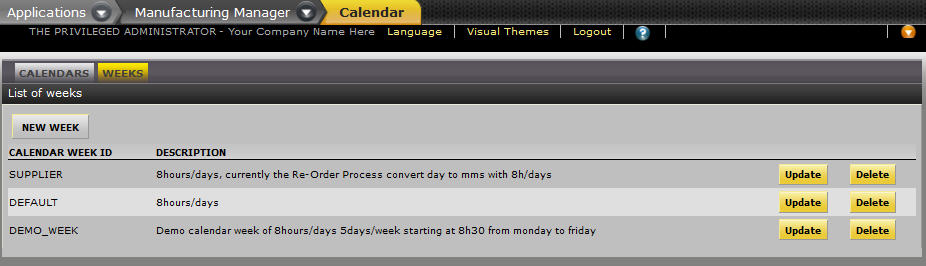 Applications Manufacturing Manager Calendar
THE PRIVILEGED ADMINISTRATOR - Your Company Name Here Language Visual Themes Logout ?
CALENDARS WEEKS
List of weeks
NEW WEEK
CALENDAR WEEK ID DESCRIPTION
SUPPLIER 8hours/days, currently the Re-Order Process convert day to mms with 8h/days Update Delete
DEFAULT 8hours/days Update Delete
DEMO_WEEK Demo calendar week of 8hours/days 5days/week starting at 8h30 from monday to friday Update Delete